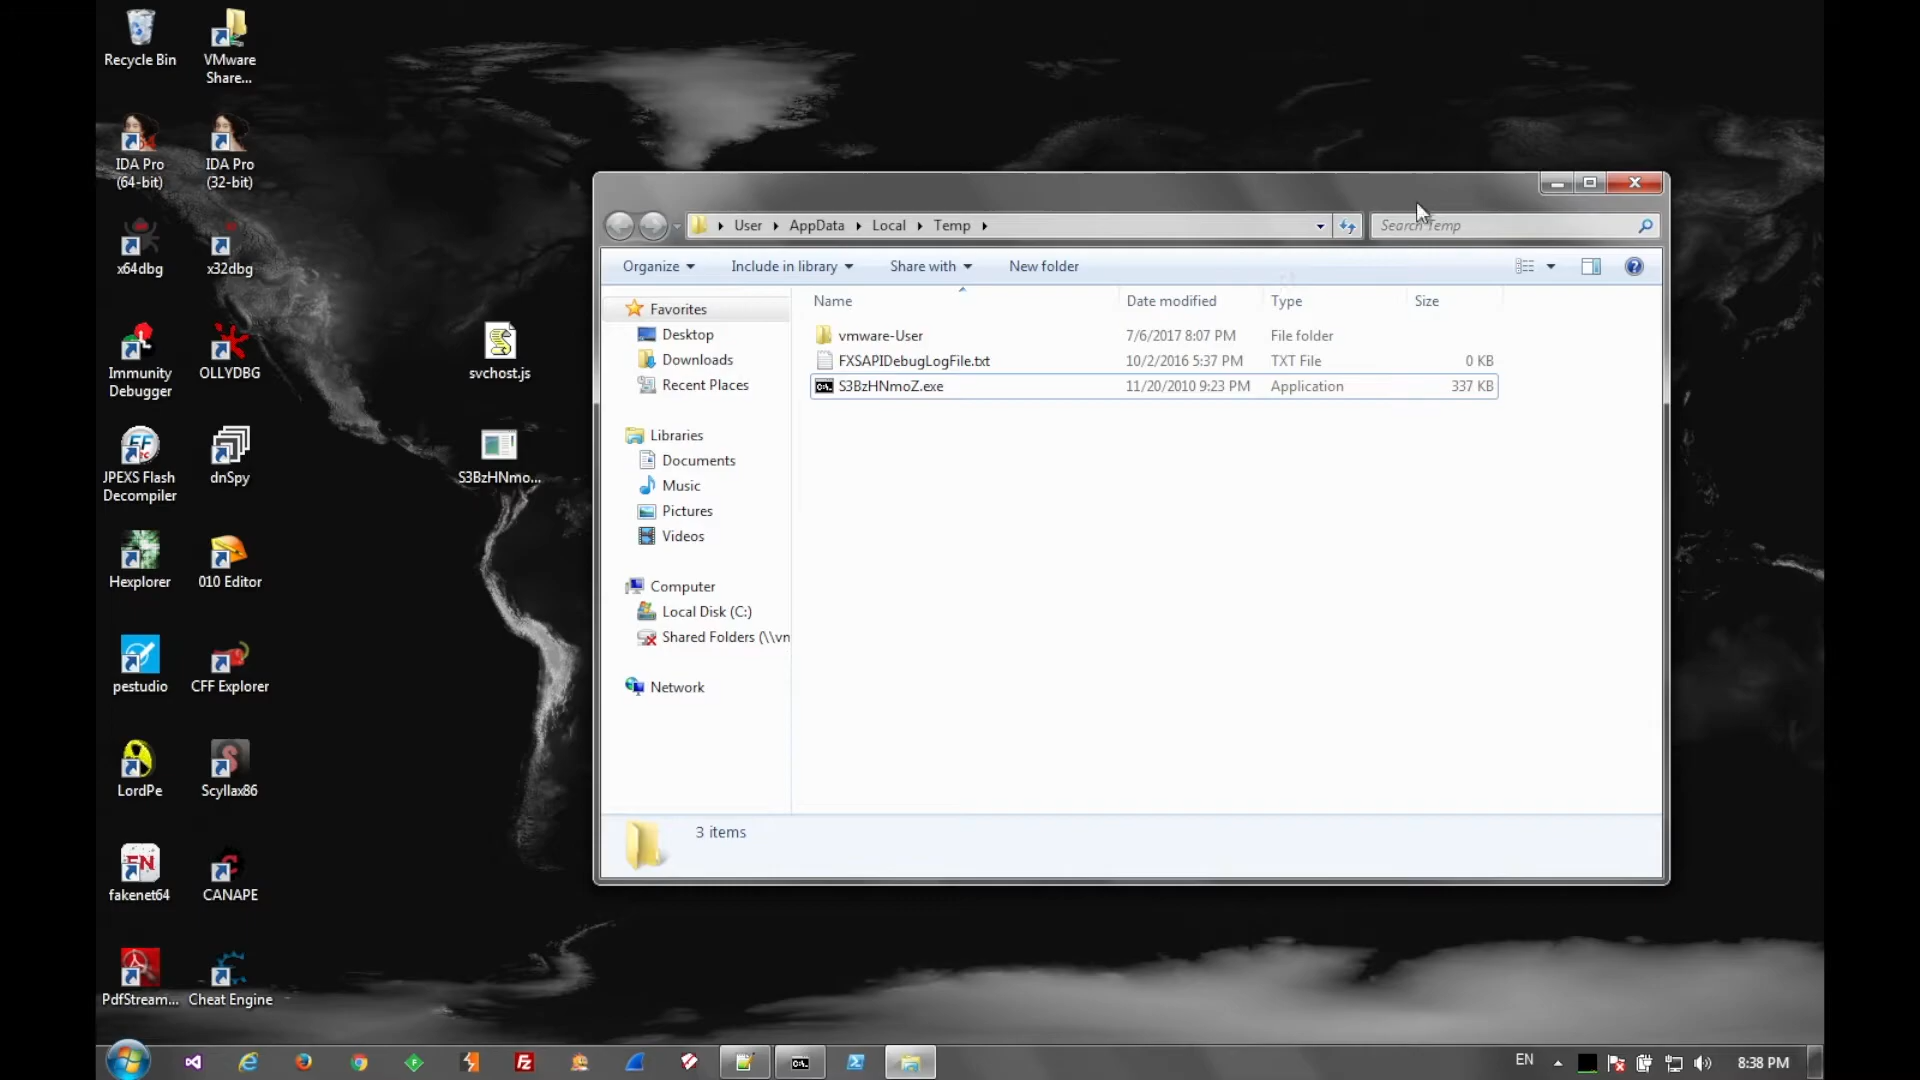 Recycle Bin
VMware Share...
IDA Pro (64-bit)
IDA Pro (32-bit)
x64dbg
x32dbg
Immunity Debugger
OLLYDBG
svchost.js
JPEXS Flash Decompiler
dnSpy
S3BzHNmo...
Hexplorer
010 Editor
pestudio
CFF Explorer
LordPe
Scyllax86
fakenet64
CANAPE
PdfStream...
Cheat Engine
User AppData Local Temp
Search Temp
Organize Include in library Share with New folder
Favorites
Desktop
Downloads
Recent Places
Libraries
Documents
Music
Pictures
Videos
Computer
Local Disk (C:)
Shared Folders (\\vn
Network
Name Date modified Type Size
vmware-User 7/6/2017 8:07 PM File folder
FXSAPIDebugLogFile.txt 10/2/2016 5:37 PM TXT File 0 KB
S3BzHNmoZ.exe 11/20/2010 9:23 PM Application 337 KB
3 items
EN 8:38 PM